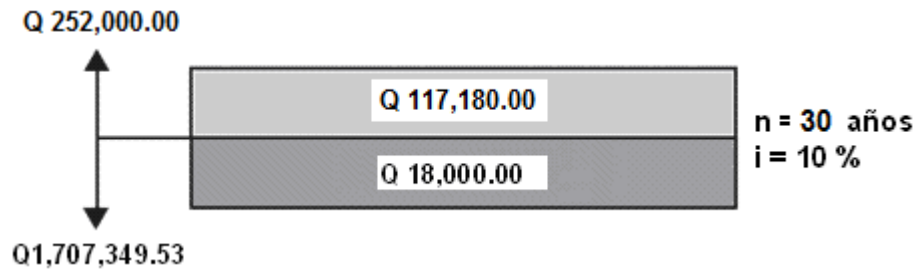 Q 252,000.00
Q 117,180.00
n = 30 años
i = 10 %
Q 18,000.00
Q1,707,349.53